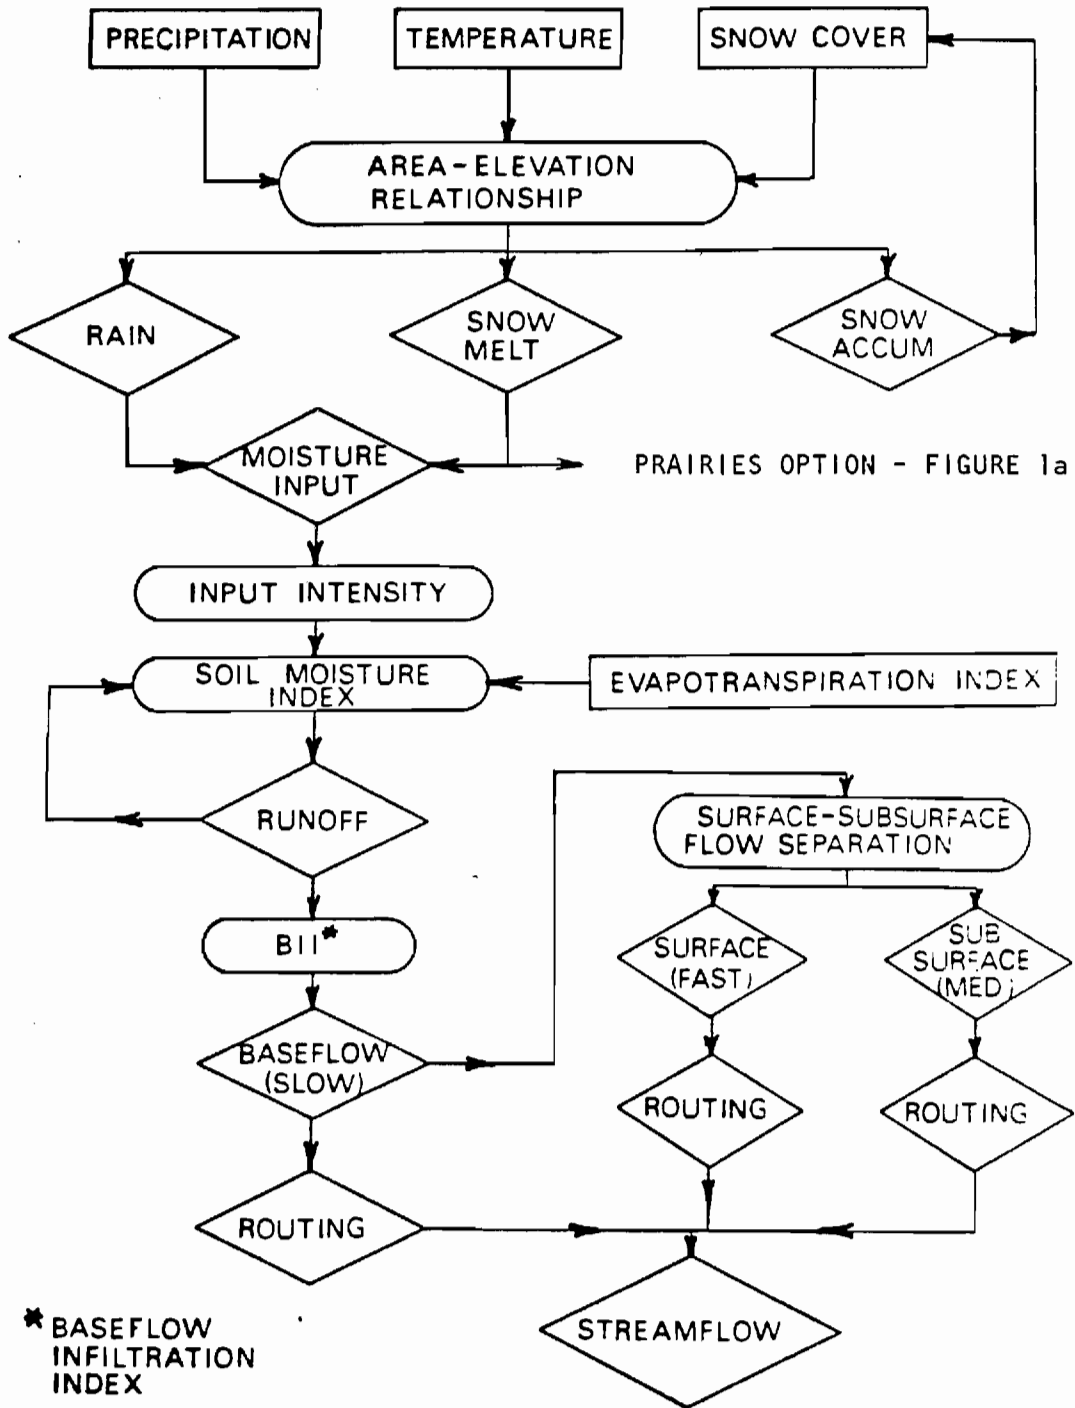 PRECIPITATION
TEMPERATURE
SNOW COVER
AREA-ELEVATION
RELATIONSHIP
RAIN
SNOW
MELT
SNOW
ACCUM
MOISTURE
INPUT
PRAIRIES OPTION - FIGURE 1a
INPUT INTENSITY
SOIL MOISTURE
INDEX
EVAPOTRANSPIRATION INDEX
RUNOFF
SURFACE-SUBSURFACE
FLOW SEPARATION
BII*
SURFACE
(FAST)
SUB
SURFACE
(MED)
BASEFLOW
(SLOW)
ROUTING
ROUTING
ROUTING
STREAMFLOW
* BASEFLOW
INFILTRATION
INDEX